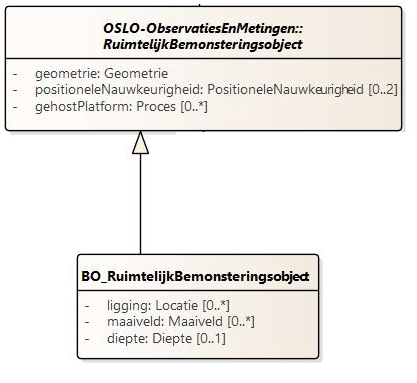 OSLO-ObservatiesEnMetingen::
RuimtelijkBemonsteringsobject
- geometrie: Geometrie
- positioneleNauwkeurigheid: PositioneleNauwkeurigheid [0..2]
- gehostPlatform: Proces [0..*]
BO_RuimtelijkBemonsteringsobject
- ligging: Locatie [0..*]
- maaiveld: Maaiveld [0..*]
- diepte: Diepte [0..1]